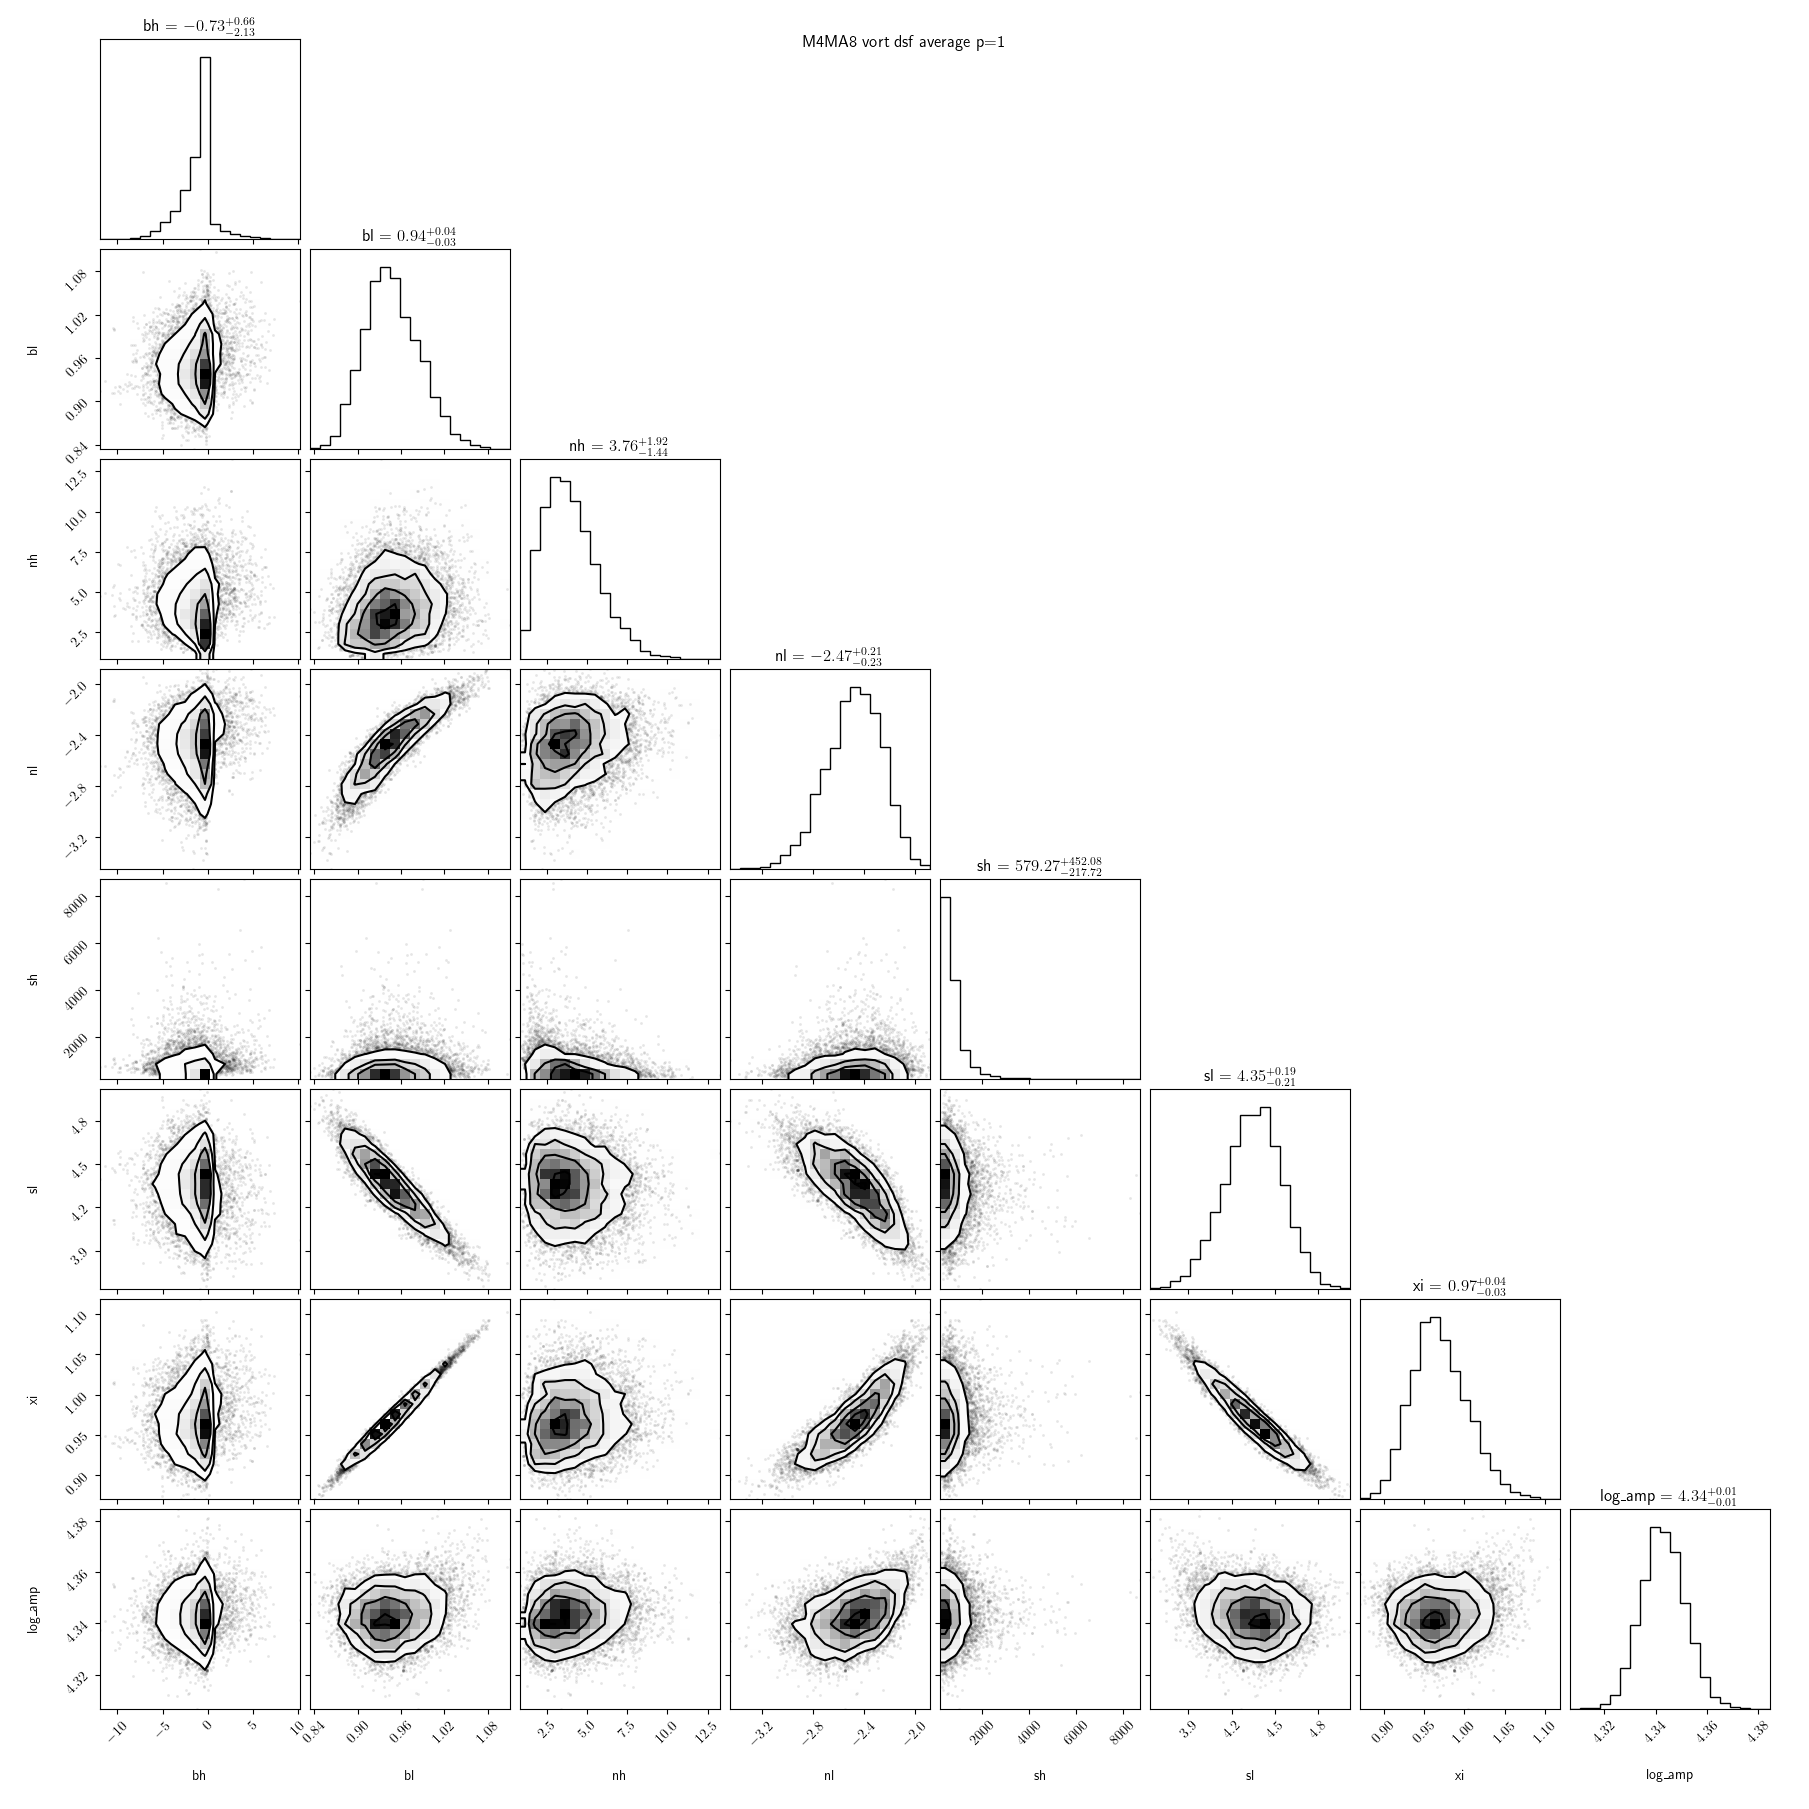 M4MA8 vort dsf average p=1
bh = −0.73 +0.66 −2.13
bl = 0.94 +0.04 −0.03
1.08
1.02
0.96
0.90
0.84
bl
nh = 3.76 +1.92 −1.44
12.5
10.0
7.5
5.0
2.5
nh
nl = −2.47 +0.21 −0.23
−2.0
−2.4
−2.8
−3.2
nl
sh = 579.27 +452.08 −217.72
8000
6000
4000
2000
sh
sl = 4.35 +0.19 −0.21
4.8
4.5
4.2
3.9
sl
xi = 0.97 +0.04 −0.03
1.10
1.05
1.00
0.95
0.90
xi
log_amp = 4.34 +0.01 −0.01
4.38
4.36
4.34
4.32
log_amp
−10 −5 0 5 10
0.84 0.90 0.96 1.02 1.08
2.5 5.0 7.5 10.0 12.5
−3.2 −2.8 −2.4 −2.0
2000 4000 6000 8000
3.9 4.2 4.5 4.8
0.90 0.95 1.00 1.05 1.10
4.32 4.34 4.36 4.38
bh bl nh nl sh sl xi log_amp